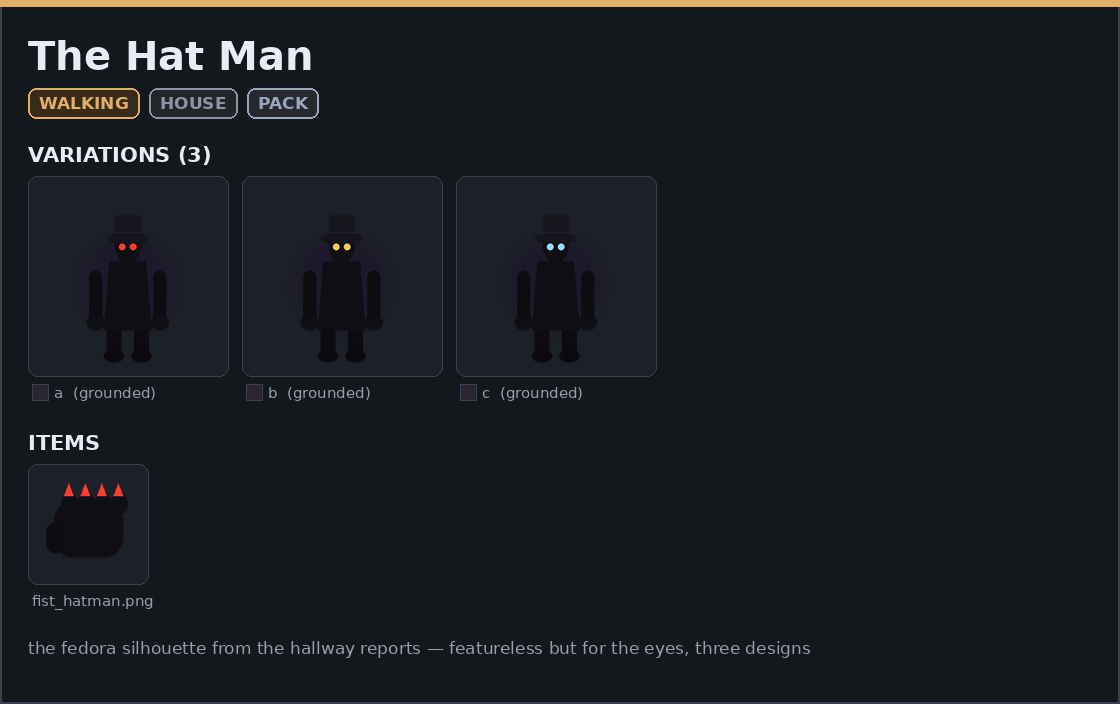 The Hat Man
WALKING HOUSE PACK
VARIATIONS (3)
a (grounded) b (grounded) c (grounded)
ITEMS
fist_hatman.png
the fedora silhouette from the hallway reports — featureless but for the eyes, three designs